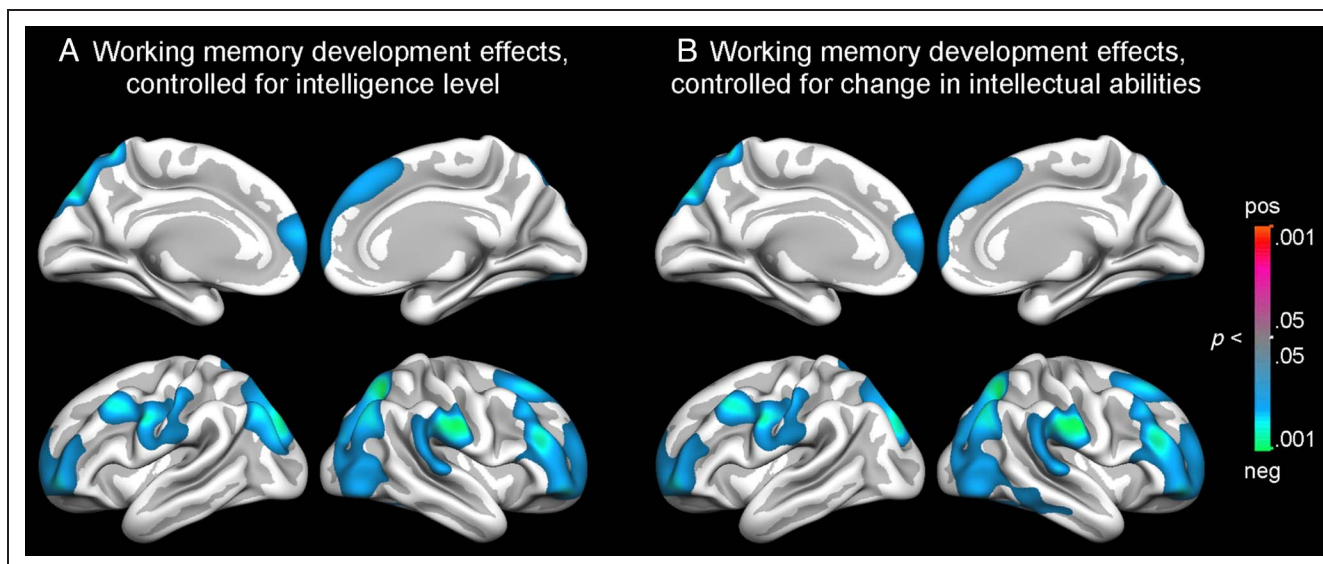 A Working memory development effects,
controlled for intelligence level
B Working memory development effects,
controlled for change in intellectual abilities
pos
.001
.05
p <
.05
.001
neg